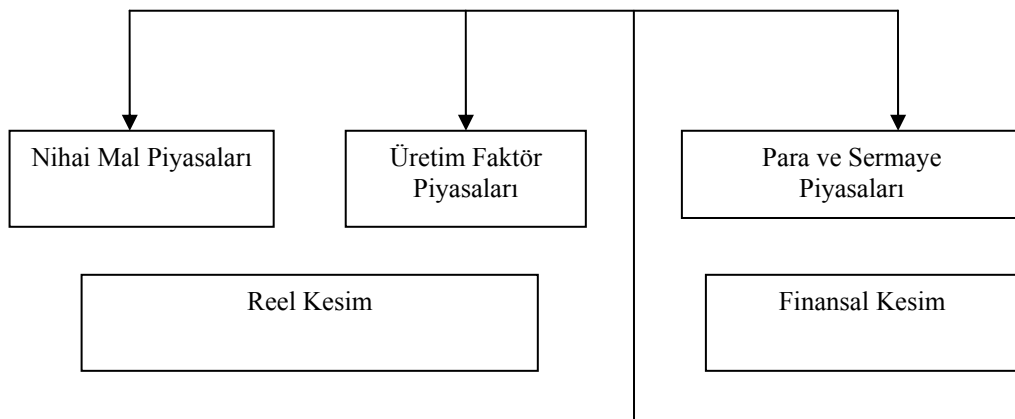 Nihai Mal Piyasaları
Üretim Faktör
Piyasaları
Para ve Sermaye
Piyasaları
Reel Kesim
Finansal Kesim